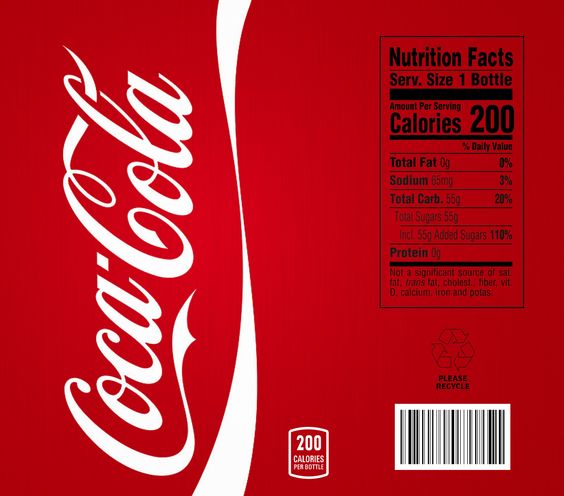 Coca-Cola
Nutrition Facts
Serv. Size 1 Bottle
Amount Per Serving
Calories 200
% Daily Value
Total Fat 0g 0%
Sodium 65mg 3%
Total Carb. 55g 20%
Total Sugars 55g
Incl. 55g Added Sugars 110%
Protein 0g
Not a significant source of sat
fat, trans fat, cholest., fiber, vit
D, calcium, iron and potas.
PLEASE
RECYCLE
200
CALORIES
PER BOTTLE